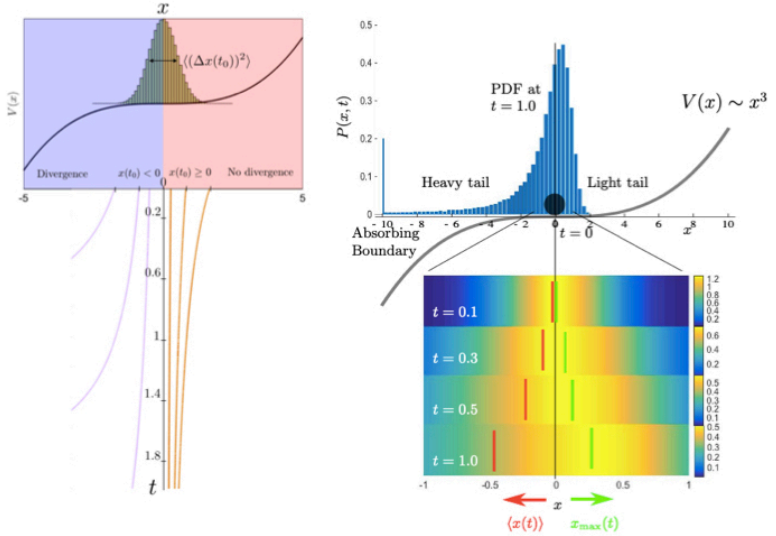 x
V(x)
⟨(Δx(t₀))²⟩
Divergence
x(t₀) < 0
x(t₀) ≥ 0
No divergence
-5
0
5
0.2
0.6
1
1.4
1.8
t
P(x, t)
0.5
0.4
0.3
0.2
0.1
0
PDF at
t = 1.0
V(x) ∼ x³
Heavy tail
Light tail
-10 -8 -6 -4 -2 0 2 4 6 8 10
Absorbing
Boundary
t = 0
x
t = 0.1
1.2
1
0.8
0.6
0.4
0.2
t = 0.3
0.8
0.6
0.4
0.2
t = 0.5
0.5
0.4
0.3
0.2
t = 1.0
0.5
0.4
0.3
0.2
0.1
-1 -0.5 0 0.5 1
x
⟨x(t)⟩
xmax(t)